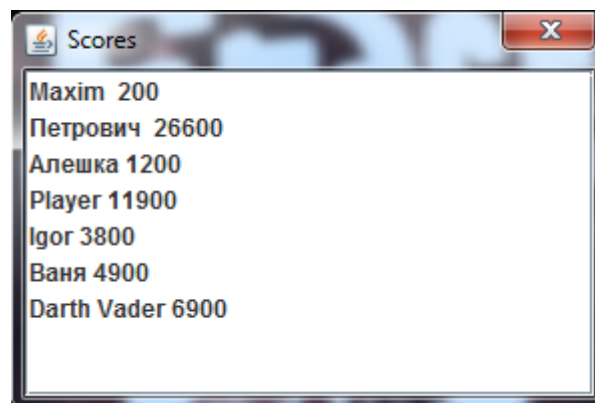 Scores
Maxim  200
Петрович  26600
Алешка 1200
Player 11900
Igor 3800
Ваня 4900
Darth Vader 6900